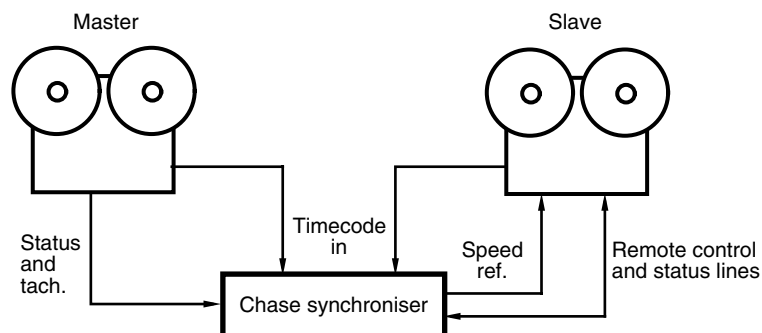 Master
Slave
Status
and
tach.
Timecode
in
Speed
ref.
Remote control
and status lines
Chase synchroniser